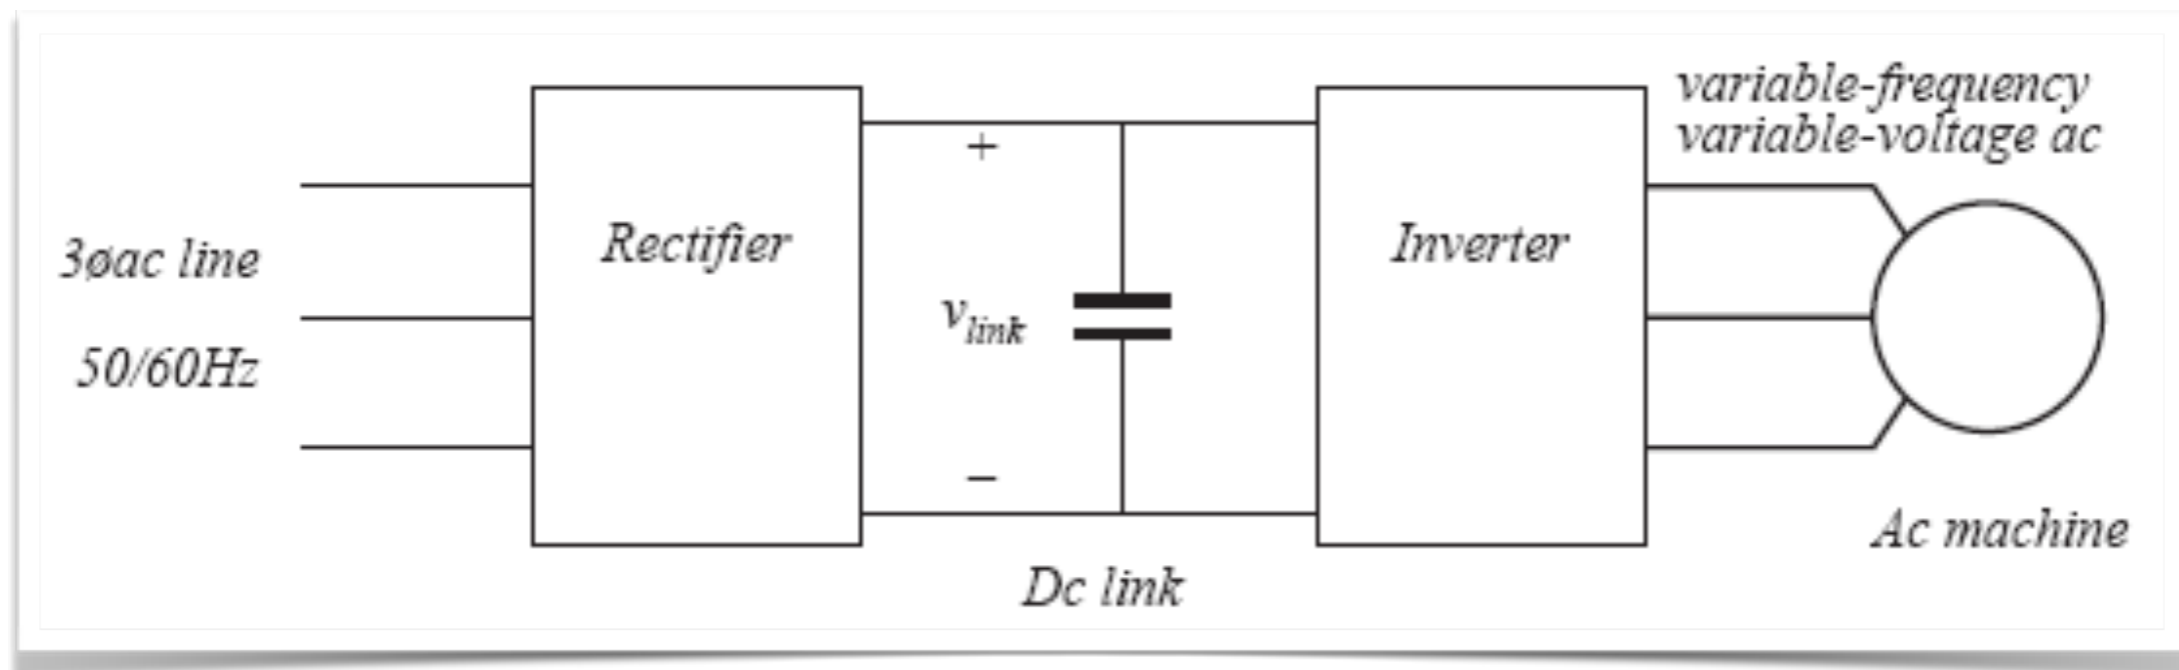 variable-frequency
variable-voltage ac
+
Rectifier
Inverter
3øac line
v_link
50/60Hz
–
Ac machine
Dc link